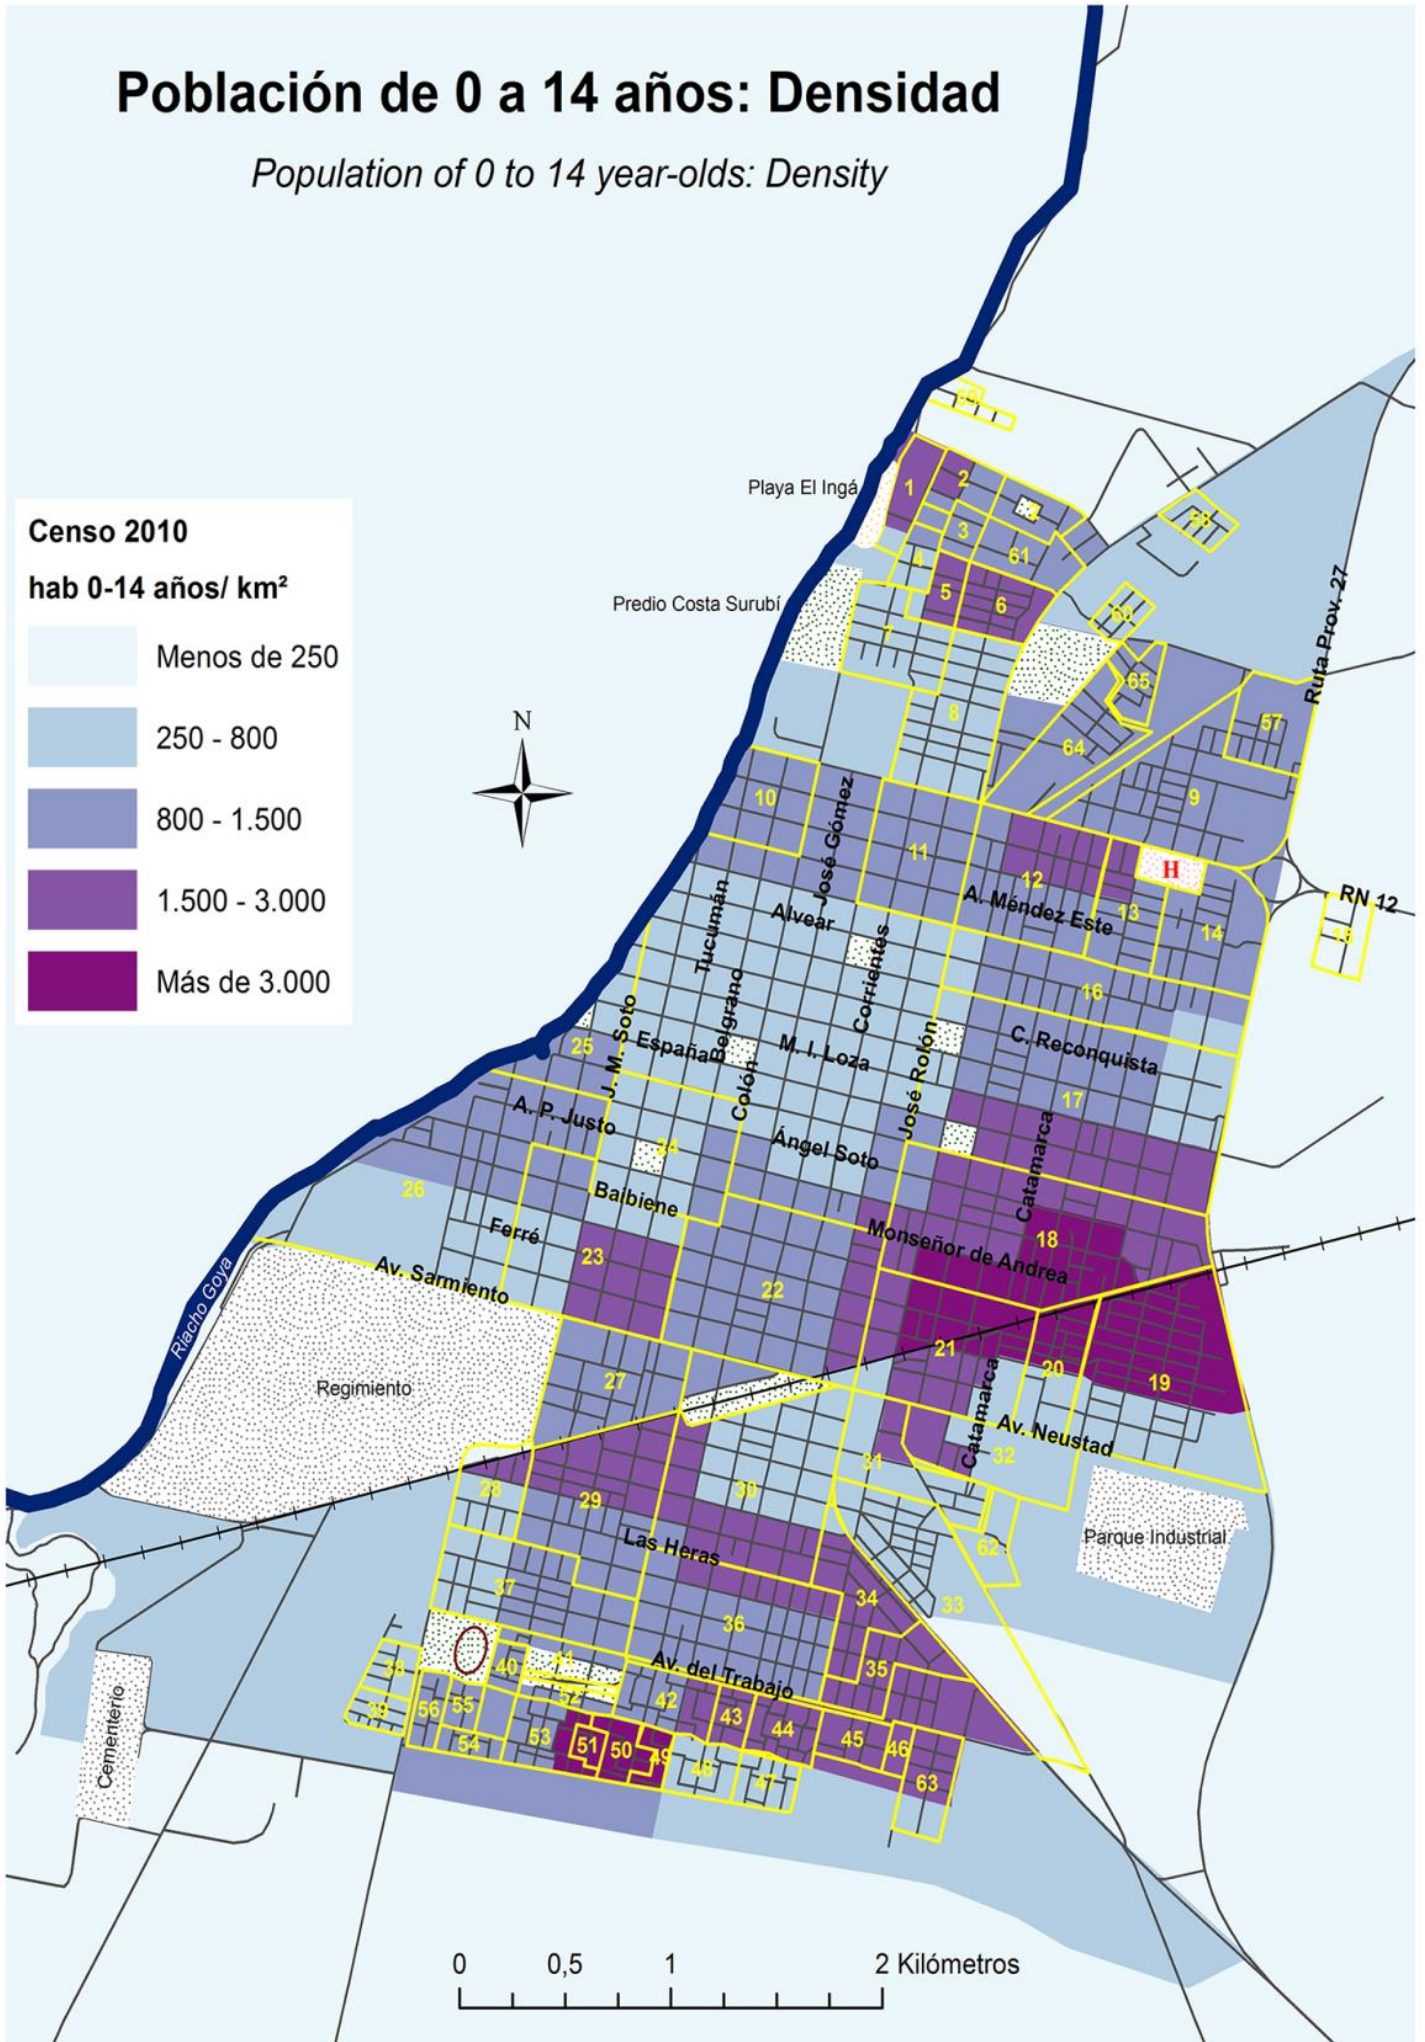 Población de 0 a 14 años: Densidad
Population of 0 to 14 year-olds: Density
59
Playa El Ingá
1
2
3
61
58
4
5
6
Predio Costa Surubí
60
7
Ruta Prov. 27
65
57
8
64
Censo 2010
hab 0-14 años/ km²
Menos de 250
250 - 800
800 - 1.500
1.500 - 3.000
Más de 3.000
N
10
José Gómez
9
11
12
H
RN 12
13
14
15
A. Méndez Este
Alvear
Tucumán
Corrientes
16
Belgrano
J. M. Soto
25
España
M. I. Loza
José Rolón
C. Reconquista
Colón
17
A. P. Justo
Ángel Soto
24
Catamarca
26
Baibiene
Ferré
23
Monseñor de Andrea
18
Av. Sarmiento
22
Riacho Goya
21
20
19
Regimiento
27
Catamarca
Av. Neustad
31
32
28
29
30
Las Heras
62
Parque Industrial
37
34
33
36
35
Av. del Trabajo
38
40
41
39
56
55
52
42
43
44
45
46
54
53
51
50
49
48
47
63
Cementerio
0 0,5 1 2 Kilómetros